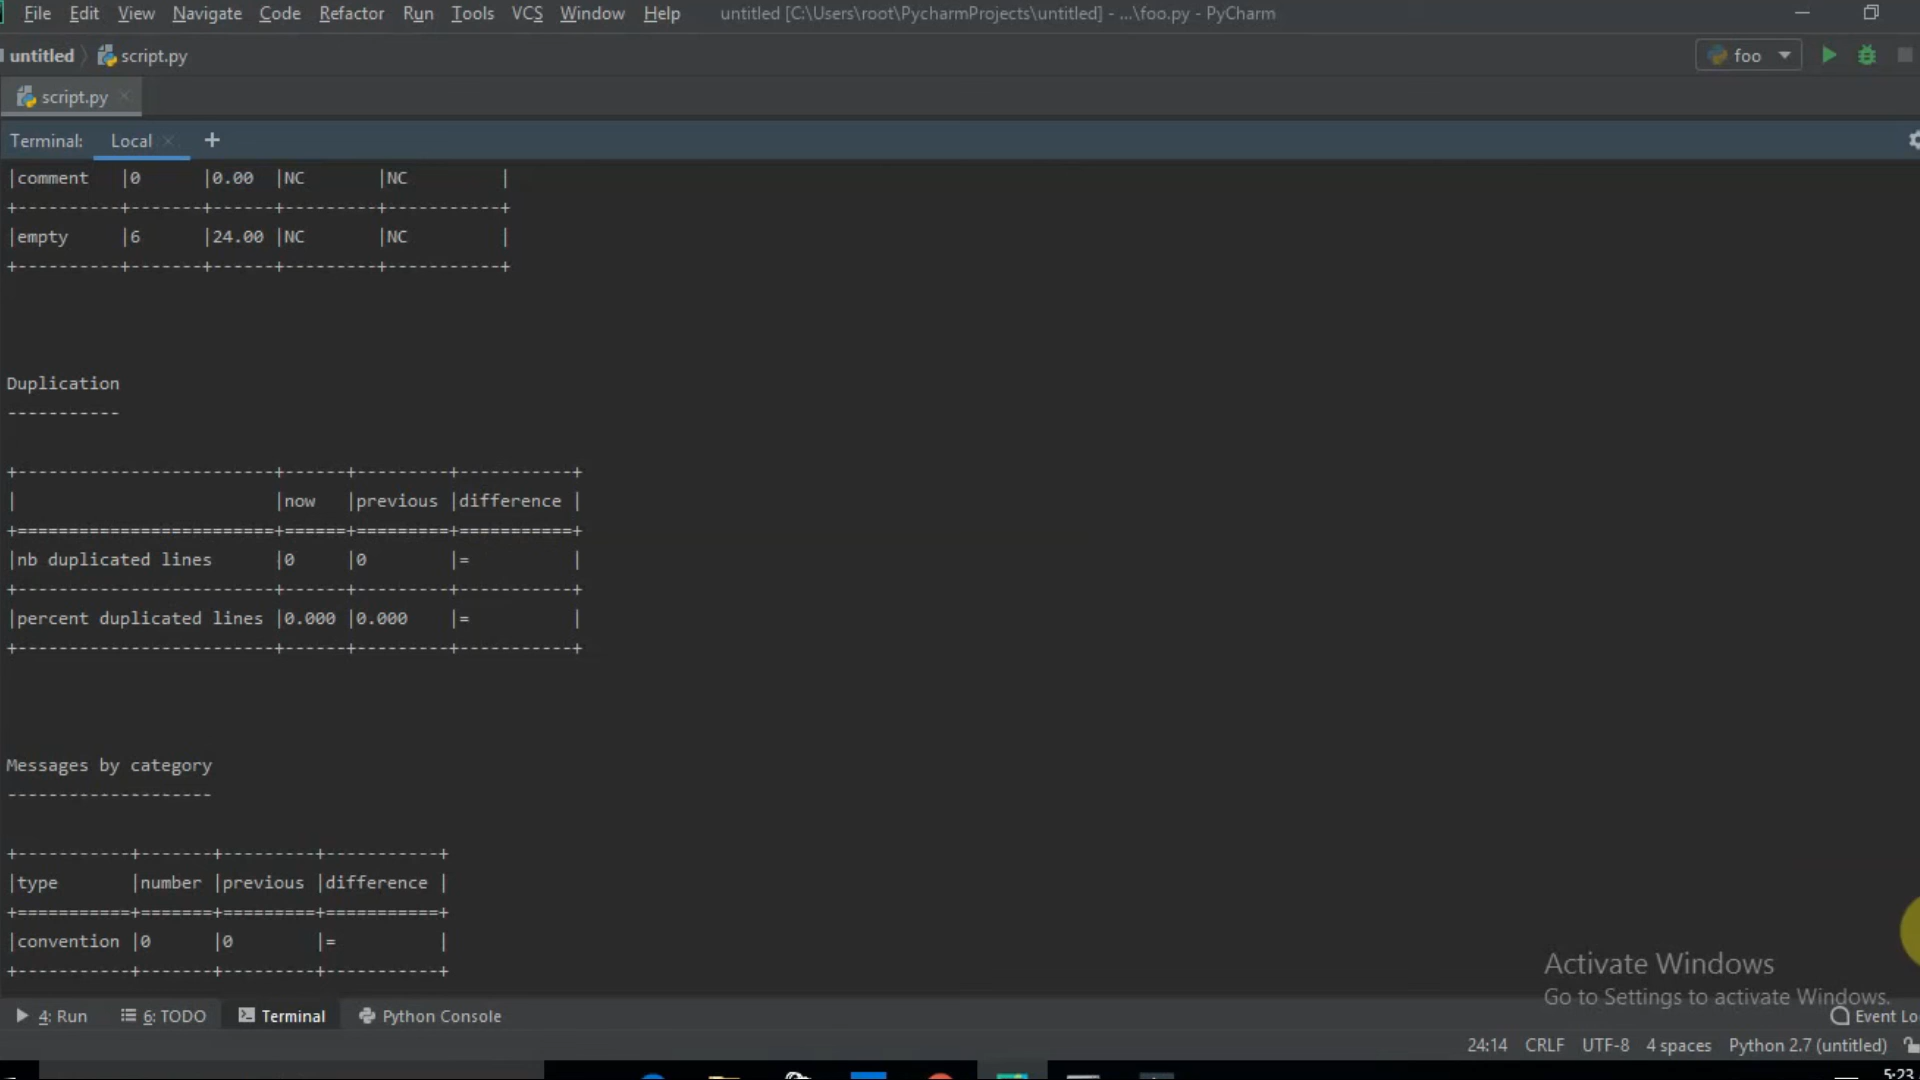 File Edit View Navigate Code Refactor Run Tools VCS Window Help untitled [C:\Users\root\PycharmProjects\untitled] - ...\foo.py - PyCharm
untitled script.py foo
script.py
Terminal: Local +
|comment   |0      |0.00  |NC       |NC         |
+----------+-------+------+---------+-----------+
|empty     |6      |24.00 |NC       |NC         |
+----------+-------+------+---------+-----------+
Duplication
-----------
+-------------------------+------+---------+-----------+
|                         |now   |previous |difference |
+=========================+======+=========+===========+
|nb duplicated lines      |0     |0        |=          |
+-------------------------+------+---------+-----------+
|percent duplicated lines |0.000 |0.000    |=          |
+-------------------------+------+---------+-----------+
Messages by category
--------------------
+-----------+-------+---------+-----------+
|type       |number |previous |difference |
+===========+=======+=========+===========+
|convention |0      |0        |=          |
+-----------+-------+---------+-----------+
Activate Windows
Go to Settings to activate Windows.
4: Run 6: TODO Terminal Python Console Event Lo
24:14 CRLF UTF-8 4 spaces Python 2.7 (untitled)
5:23